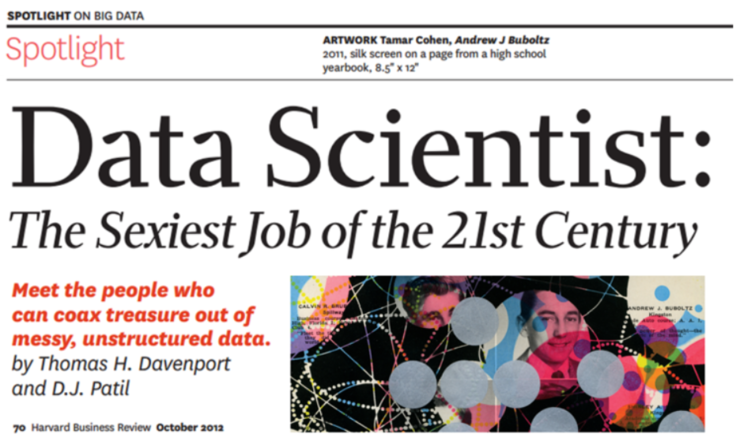 SPOTLIGHT ON BIG DATA
Spotlight
ARTWORK Tamar Cohen, Andrew J Buboltz
2011, silk screen on a page from a high school
yearbook, 8.5" x 12"
Data Scientist:
The Sexiest Job of the 21st Century
Meet the people who
can coax treasure out of
messy, unstructured data.
by Thomas H. Davenport
and D.J. Patil
ANDREW J. BUBOLTZ
70 Harvard Business Review October 2012